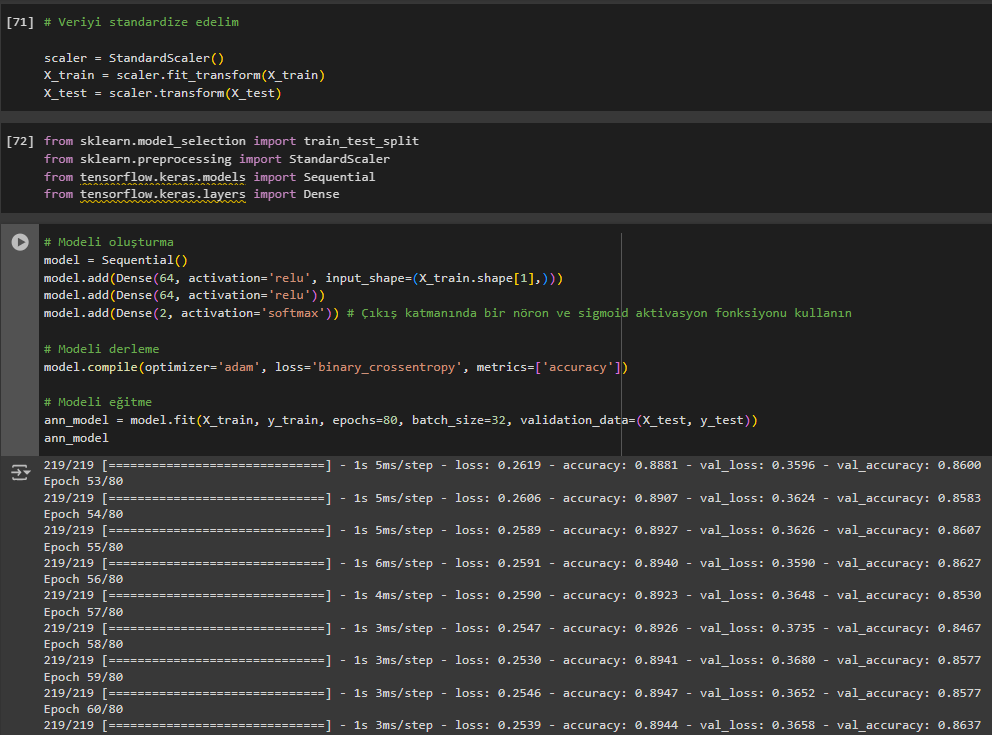 [71] # Veriyi standardize edelim
scaler = StandardScaler()
X_train = scaler.fit_transform(X_train)
X_test = scaler.transform(X_test)
[72] from sklearn.model_selection import train_test_split
from sklearn.preprocessing import StandardScaler
from tensorflow.keras.models import Sequential
from tensorflow.keras.layers import Dense
# Modeli oluşturma
model = Sequential()
model.add(Dense(64, activation='relu', input_shape=(X_train.shape[1],)))
model.add(Dense(64, activation='relu'))
model.add(Dense(2, activation='softmax')) # Çıkış katmanında bir nöron ve sigmoid aktivasyon fonksiyonu kullanın
# Modeli derleme
model.compile(optimizer='adam', loss='binary_crossentropy', metrics=['accuracy'])
# Modeli eğitme
ann_model = model.fit(X_train, y_train, epochs=80, batch_size=32, validation_data=(X_test, y_test))
ann_model
219/219 [==============================] - 1s 5ms/step - loss: 0.2619 - accuracy: 0.8881 - val_loss: 0.3596 - val_accuracy: 0.8600
Epoch 53/80
219/219 [==============================] - 1s 5ms/step - loss: 0.2606 - accuracy: 0.8907 - val_loss: 0.3624 - val_accuracy: 0.8583
Epoch 54/80
219/219 [==============================] - 1s 5ms/step - loss: 0.2589 - accuracy: 0.8927 - val_loss: 0.3626 - val_accuracy: 0.8607
Epoch 55/80
219/219 [==============================] - 1s 6ms/step - loss: 0.2591 - accuracy: 0.8940 - val_loss: 0.3590 - val_accuracy: 0.8627
Epoch 56/80
219/219 [==============================] - 1s 4ms/step - loss: 0.2590 - accuracy: 0.8923 - val_loss: 0.3648 - val_accuracy: 0.8530
Epoch 57/80
219/219 [==============================] - 1s 3ms/step - loss: 0.2547 - accuracy: 0.8926 - val_loss: 0.3735 - val_accuracy: 0.8467
Epoch 58/80
219/219 [==============================] - 1s 3ms/step - loss: 0.2530 - accuracy: 0.8941 - val_loss: 0.3680 - val_accuracy: 0.8577
Epoch 59/80
219/219 [==============================] - 1s 3ms/step - loss: 0.2546 - accuracy: 0.8947 - val_loss: 0.3652 - val_accuracy: 0.8577
Epoch 60/80
219/219 [==============================] - 1s 3ms/step - loss: 0.2539 - accuracy: 0.8944 - val_loss: 0.3658 - val_accuracy: 0.8637